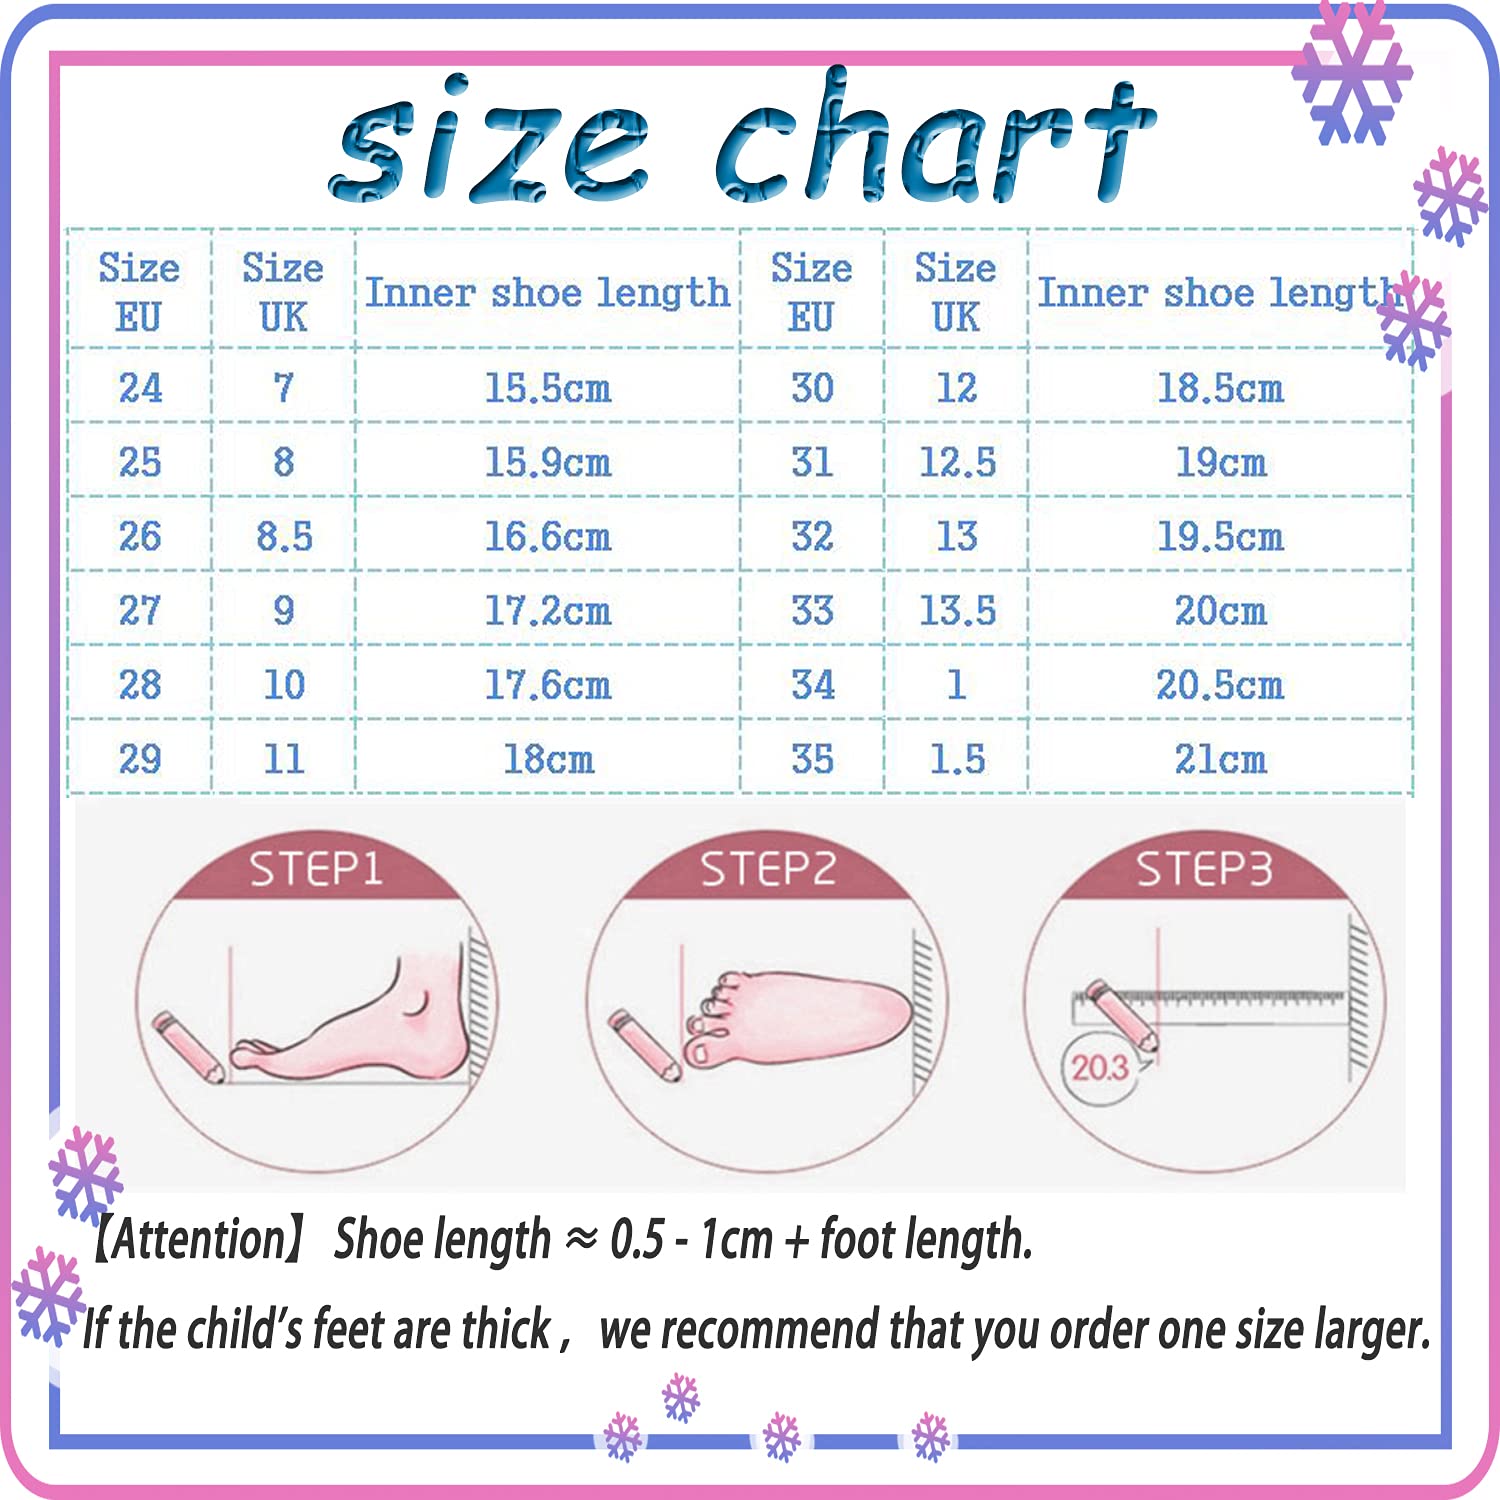 size chart
Size EU Size UK Inner shoe length Size EU Size UK Inner shoe length
24 7 15.5cm 30 12 18.5cm
25 8 15.9cm 31 12.5 19cm
26 8.5 16.6cm 32 13 19.5cm
27 9 17.2cm 33 13.5 20cm
28 10 17.6cm 34 1 20.5cm
29 11 18cm 35 1.5 21cm
STEP1 STEP2 STEP3
20.3
【Attention】 Shoe length ≈ 0.5 - 1cm + foot length.
If the child’s feet are thick , we recommend that you order one size larger.